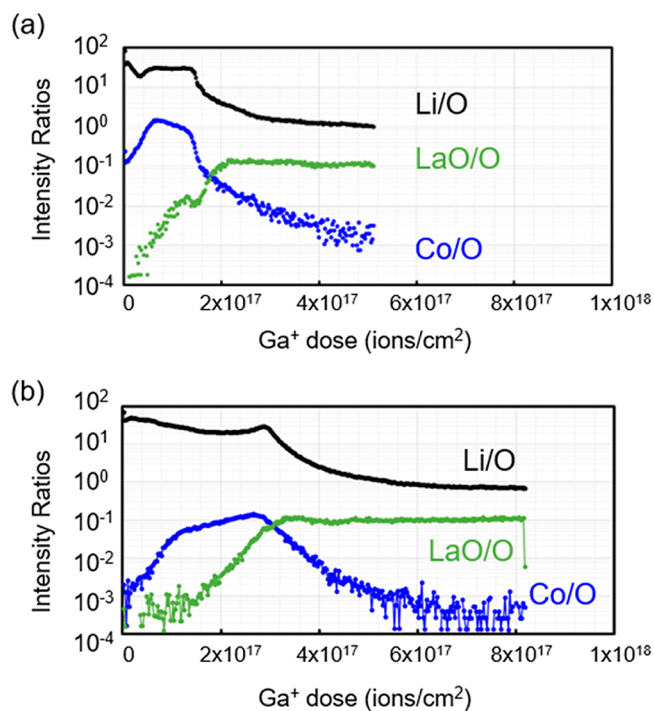 (a)
10²
10¹
10⁰
10⁻¹
10⁻²
10⁻³
10⁻⁴
Intensity Ratios
Li/O
LaO/O
Co/O
0 2x10¹⁷ 4x10¹⁷ 6x10¹⁷ 8x10¹⁷ 1x10¹⁸
Ga⁺ dose (ions/cm²)
(b)
10²
10¹
10⁰
10⁻¹
10⁻²
10⁻³
10⁻⁴
Intensity Ratios
Li/O
LaO/O
Co/O
0 2x10¹⁷ 4x10¹⁷ 6x10¹⁷ 8x10¹⁷ 1x10¹⁸
Ga⁺ dose (ions/cm²)